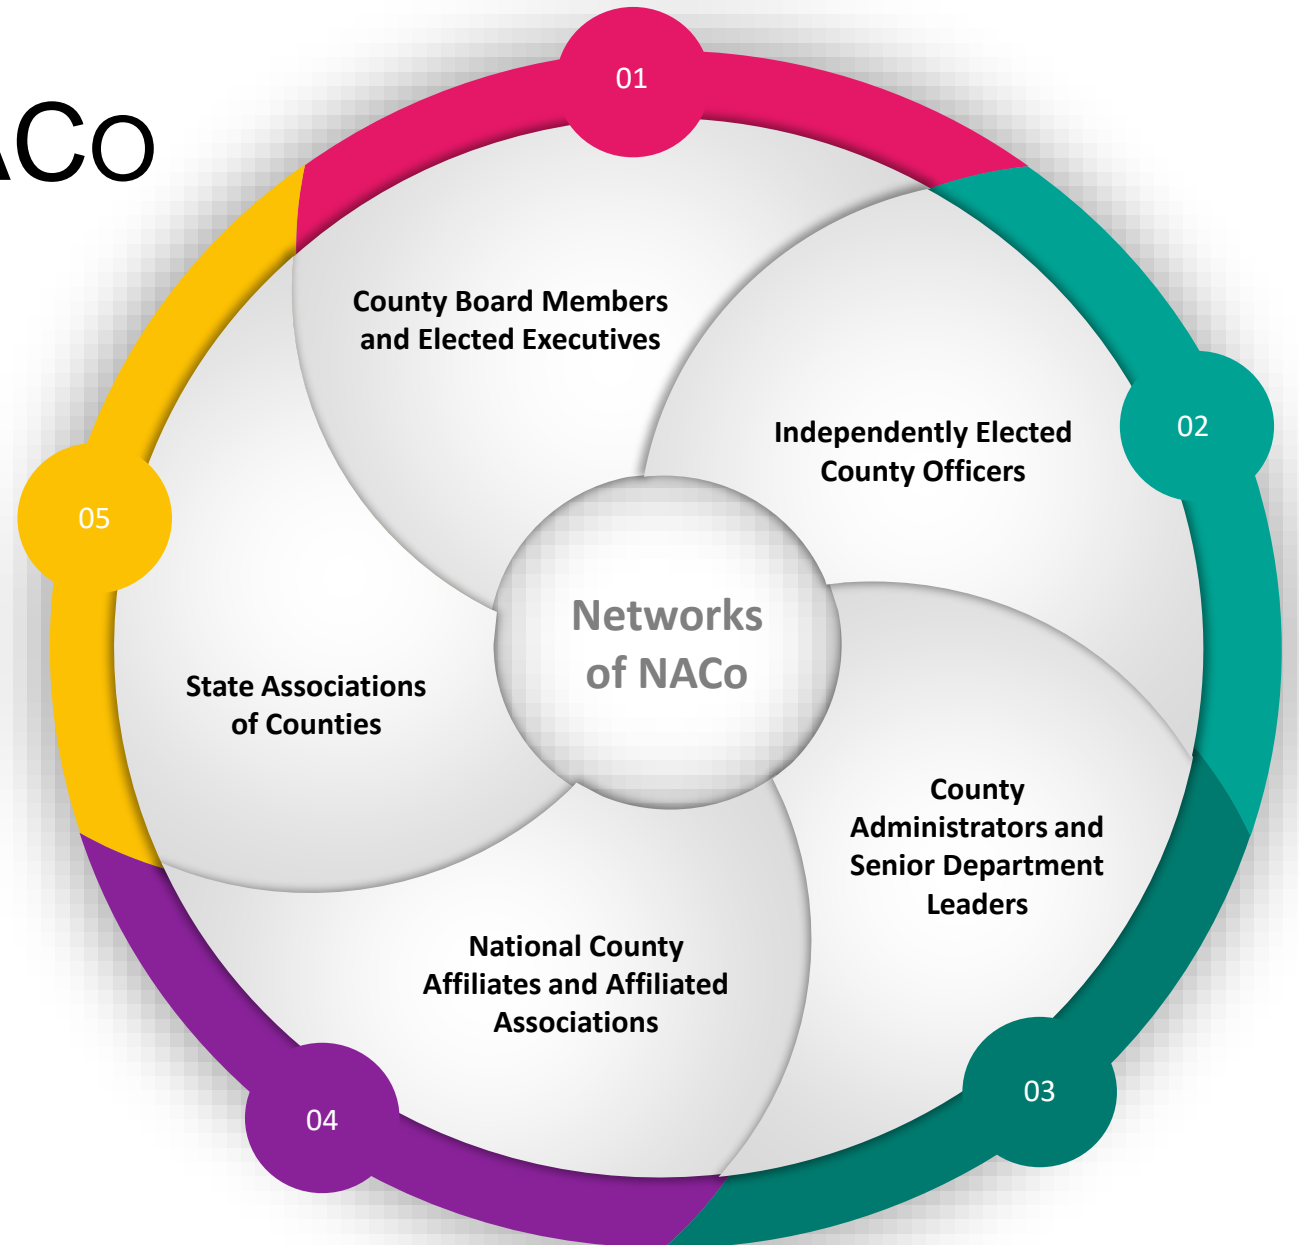 ACO
01
County Board Members
and Elected Executives
02
Independently Elected
County Officers
Networks
of NACo
03
County
Administrators and
Senior Department
Leaders
04
National County
Affiliates and Affiliated
Associations
05
State Associations
of Counties